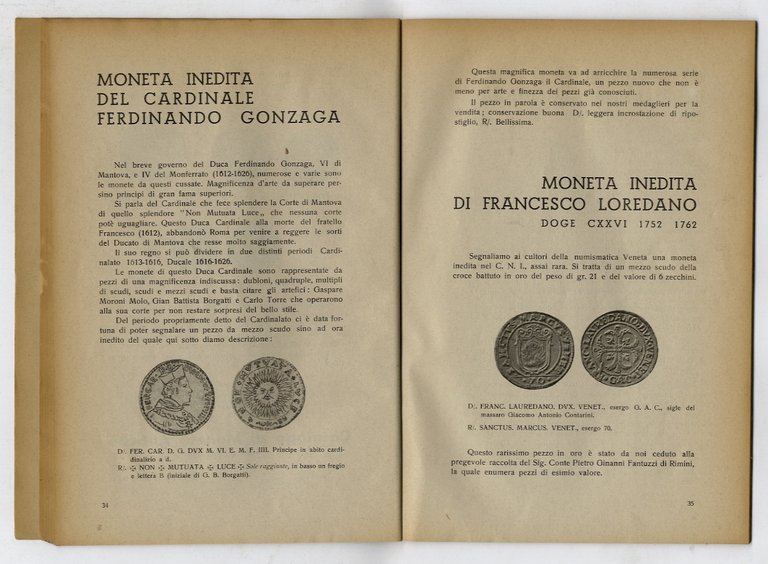 MONETA INEDITA
DEL CARDINALE
FERDINANDO GONZAGA
Nel breve governo del Duca Ferdinando Gonzaga, VI di
Mantova, e IV del Monferrato (1612-1626), numerose e varie sono
le monete da questi cussate. Magnificenza d'arte da superare per-
sino principi di gran fama superiori.
Si parla del Cardinale che fece splendere la Corte di Mantova
di quello splendore "Non Mutuata Luce„ che nessuna corte
potè uguagliare. Questo Duca Cardinale alla morte del fratello
Francesco (1612), abbandonò Roma per venire a reggere le sorti
del Ducato di Mantova che resse molto saggiamente.
Il suo regno si può dividere in due distinti periodi Cardi-
nalato 1613-1616, Ducale 1616-1626.
Le monete di questo Duca Cardinale sono rappresentate da
pezzi di una magnificenza indiscussa: dubloni, quadruple, multipli
di scudi, scudi e mezzi scudi e basta citare gli artefici: Gaspare
Moroni Molo, Gian Battista Borgatti e Carlo Torre che operarono
alla sua corte per non restare sorpresi del bello stile.
Del periodo propriamente detto del Cardinalato ci è data for-
tuna di poter segnalare un pezzo da mezzo scudo sino ad ora
inedito del quale qui sotto diamo descrizione:
D/. FER. CAR. D. G. DVX M. VI. E. M. F. IIII. Principe in abito cardi-
dinalizio a d.
R/. ✠ NON ✠ MUTUATA ✠ LUCE ✠ Sole raggiante, in basso un fregio
e lettera B (iniziale di G. B. Borgatti).
34
Questa magnifica moneta va ad arricchire la numerosa serie
di Ferdinando Gonzaga il Cardinale, un pezzo nuovo che non è
meno per arte e finezza dei pezzi già conosciuti.
Il pezzo in parola è conservato nei nostri medaglieri per la
vendita; conservazione buona D/. leggera incrostazione di ripo-
stiglio, R/. Bellissima.
MONETA INEDITA
DI FRANCESCO LOREDANO
DOGE CXXVI 1752 1762
Segnaliamo ai cultori della numismatica Veneta una moneta
inedita nel C. N. I., assai rara. Si tratta di un mezzo scudo della
croce battuto in oro del peso di gr. 21 e del valore di 6 zecchini.
D/. FRANC. LAUREDANO. DVX. VENET., esergo G. A. C., sigle del
massaro Giacomo Antonio Contarini.
R/. SANCTUS. MARCUS. VENET., esergo 70.
Questo rarissimo pezzo in oro è stato da noi ceduto alla
pregevole raccolta del Sig. Conte Pietro Ginanni Fantuzzi di Rimini,
la quale enumera pezzi di esimio valore.
35